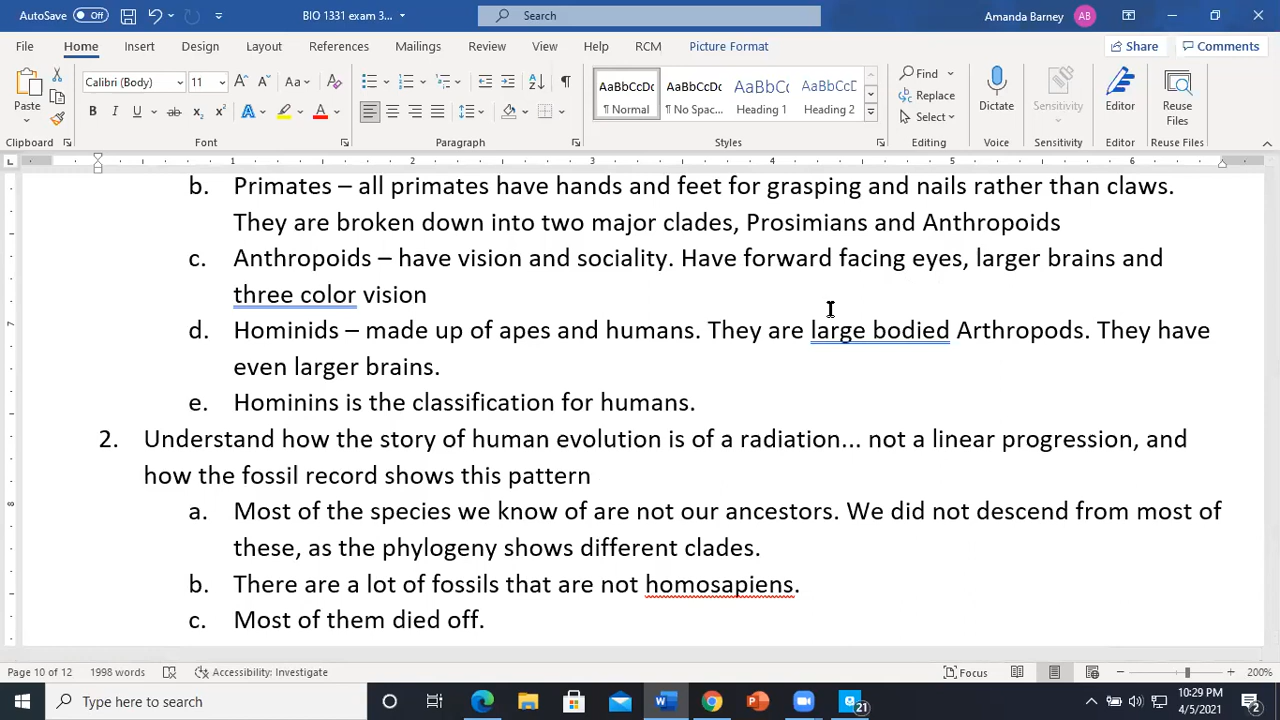 AutoSave Off BIO 1331 exam 3... Search Amanda Barney AB
File Home Insert Design Layout References Mailings Review View Help RCM Picture Format Share Comments
Paste Calibri (Body) 11 Aa AaBbCcDc AaBbCcDc AaBbCc AaBbCcD Find Replace Select Dictate Sensitivity Editor Reuse Files
¶ Normal ¶ No Spac... Heading 1 Heading 2
Clipboard Font Paragraph Styles Editing Voice Sensitivity Editor Reuse Files
1 2 3 4 5 6
b. Primates – all primates have hands and feet for grasping and nails rather than claws.
They are broken down into two major clades, Prosimians and Anthropoids
c. Anthropoids – have vision and sociality. Have forward facing eyes, larger brains and
three color vision
d. Hominids – made up of apes and humans. They are large bodied Arthropods. They have
even larger brains.
e. Hominins is the classification for humans.
2. Understand how the story of human evolution is of a radiation... not a linear progression, and
how the fossil record shows this pattern
a. Most of the species we know of are not our ancestors. We did not descend from most of
these, as the phylogeny shows different clades.
b. There are a lot of fossils that are not homosapiens.
c. Most of them died off.
Page 10 of 12 1998 words Accessibility: Investigate Focus 200%
Type here to search 21 10:29 PM
4/5/2021 2